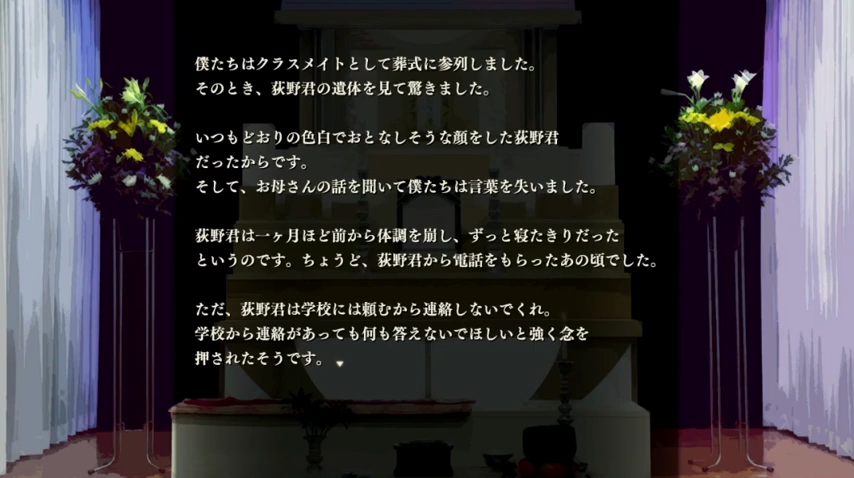 僕たちはクラスメイトとして葬式に参列しました。
そのとき、荻野君の遺体を見て驚きました。
いつもどおりの色白でおとなしそうな顔をした荻野君
だったからです。
そして、お母さんの話を聞いて僕たちは言葉を失いました。
荻野君は一ヶ月ほど前から体調を崩し、ずっと寝たきりだった
というのです。ちょうど、荻野君から電話をもらったあの頃でした。
ただ、荻野君は学校には頼むから連絡しないでくれ。
学校から連絡があっても何も答えないでほしいと強く念を
押されたそうです。